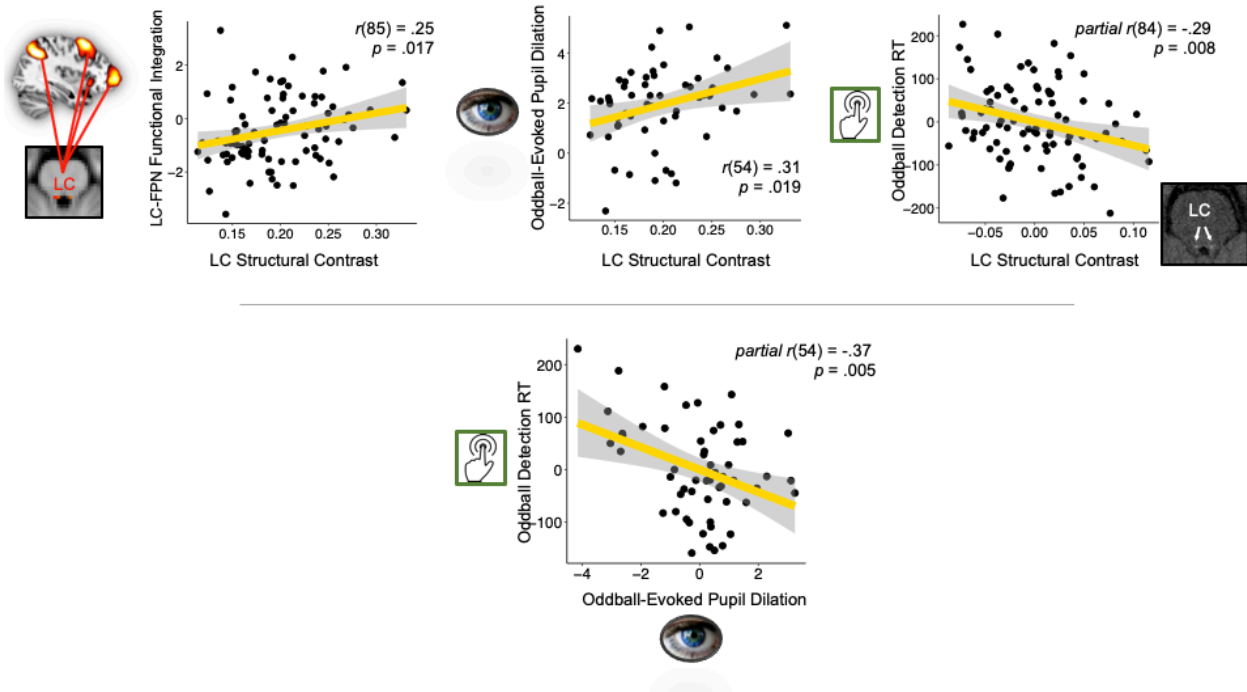 LC
LC-FPN Functional Integration
r(85) = .25
p = .017
2
0
−2
0.15 0.20 0.25 0.30
LC Structural Contrast
Oddball-Evoked Pupil Dilation
6
4
2
0
−2
r(54) = .31
p = .019
0.15 0.20 0.25 0.30
LC Structural Contrast
Oddball Detection RT
partial r(84) = -.29
p = .008
200
100
0
−100
−200
-0.05 0.00 0.05 0.10
LC Structural Contrast
LC
Oddball Detection RT
partial r(54) = -.37
p = .005
200
100
0
−100
−4 −2 0 2
Oddball-Evoked Pupil Dilation